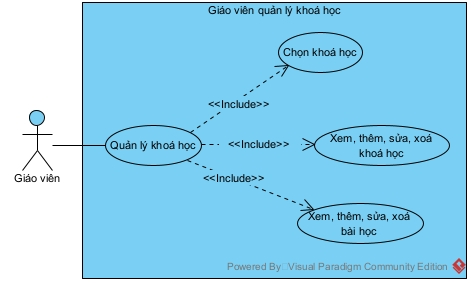 Giáo viên quản lý khoá học
Chọn khoá học
<<Include>>
Giáo viên
Quản lý khoá học
<<Include>>
Xem, thêm, sửa, xoá
khoá học
<<Include>>
Xem, thêm, sửa, xoá
bài học
Powered By Visual Paradigm Community Edition